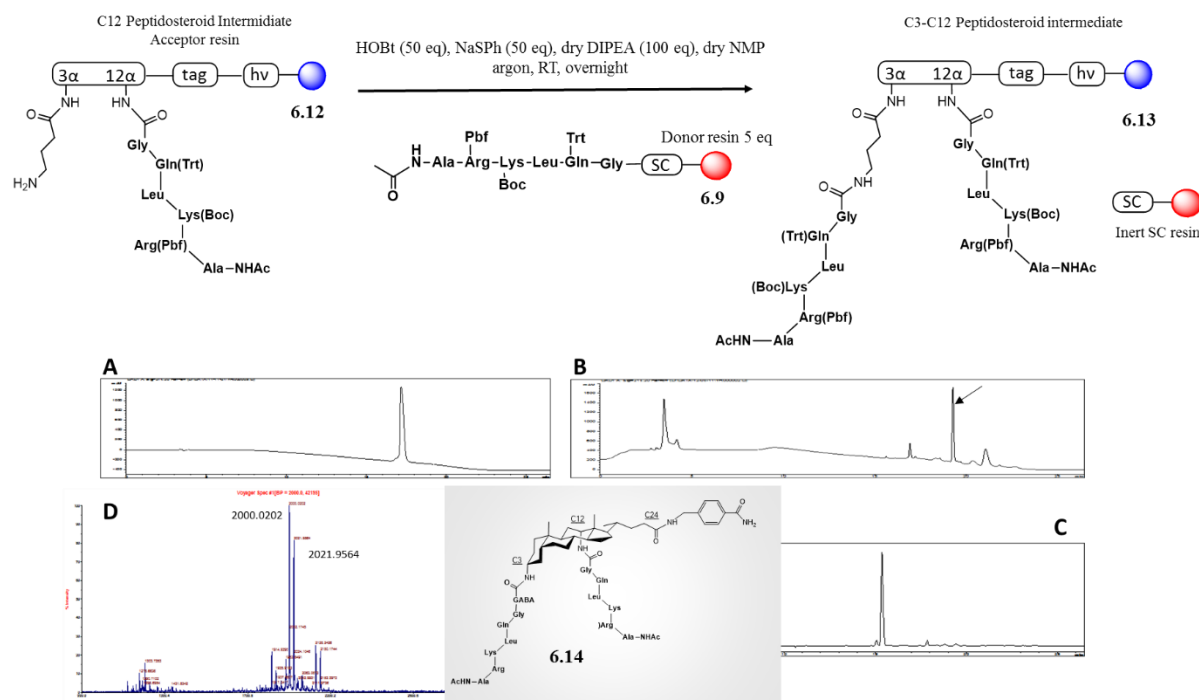 C12 Peptidosteroid Intermidiate
Acceptor resin
3α 12α tag hν
NH HN
O
H₂N
6.12
Gly
Gln(Trt)
Leu
Lys(Boc)
Arg(Pbf)
Ala–NHAc
HOBt (50 eq), NaSPh (50 eq), dry DIPEA (100 eq), dry NMP
argon, RT, overnight
Donor resin 5 eq
Pbf Trt
H
N–Ala–Arg–Lys–Leu–Gln–Gly– SC
O
Boc
6.9
C3-C12 Peptidosteroid intermediate
3α 12α tag hν
NH HN
O O
6.13
NH
O
Gly
(Trt)Gln
Leu
(Boc)Lys
Arg(Pbf)
AcHN—Ala
Gly
Gln(Trt)
Leu
Lys(Boc)
Arg(Pbf)
Ala–NHAc
SC
Inert SC resin
A
B
D
2000.0202
2021.9564
C12
C24
C3
H
N
O
NH₂
O
NH
O
NH
O
GABA
Gly
Gln
Leu
Lys
Arg
AcHN—Ala
Gly
Gln
Leu
Lys
)Arg
Ala–NHAc
6.14
C